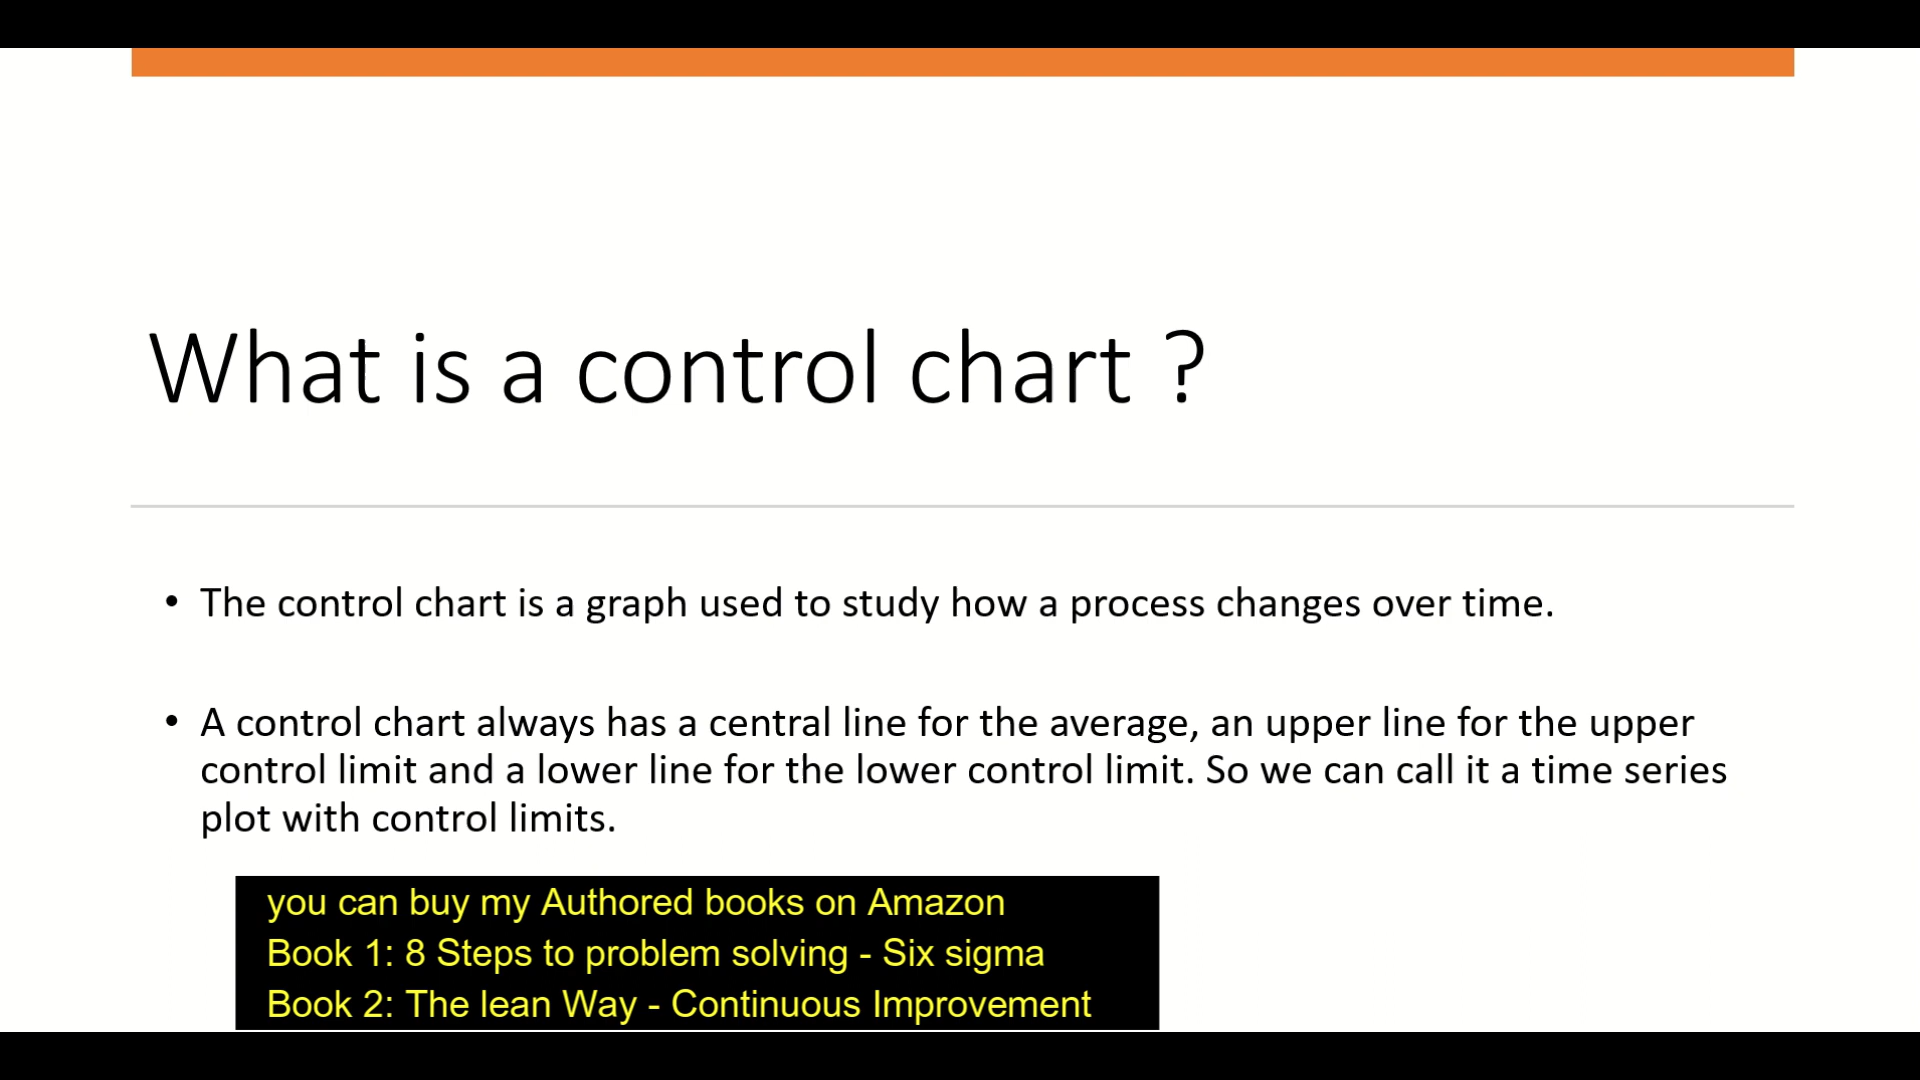 What is a control chart ?
• The control chart is a graph used to study how a process changes over time.
• A control chart always has a central line for the average, an upper line for the upper
control limit and a lower line for the lower control limit. So we can call it a time series
plot with control limits.
you can buy my Authored books on Amazon
Book 1: 8 Steps to problem solving - Six sigma
Book 2: The lean Way - Continuous Improvement